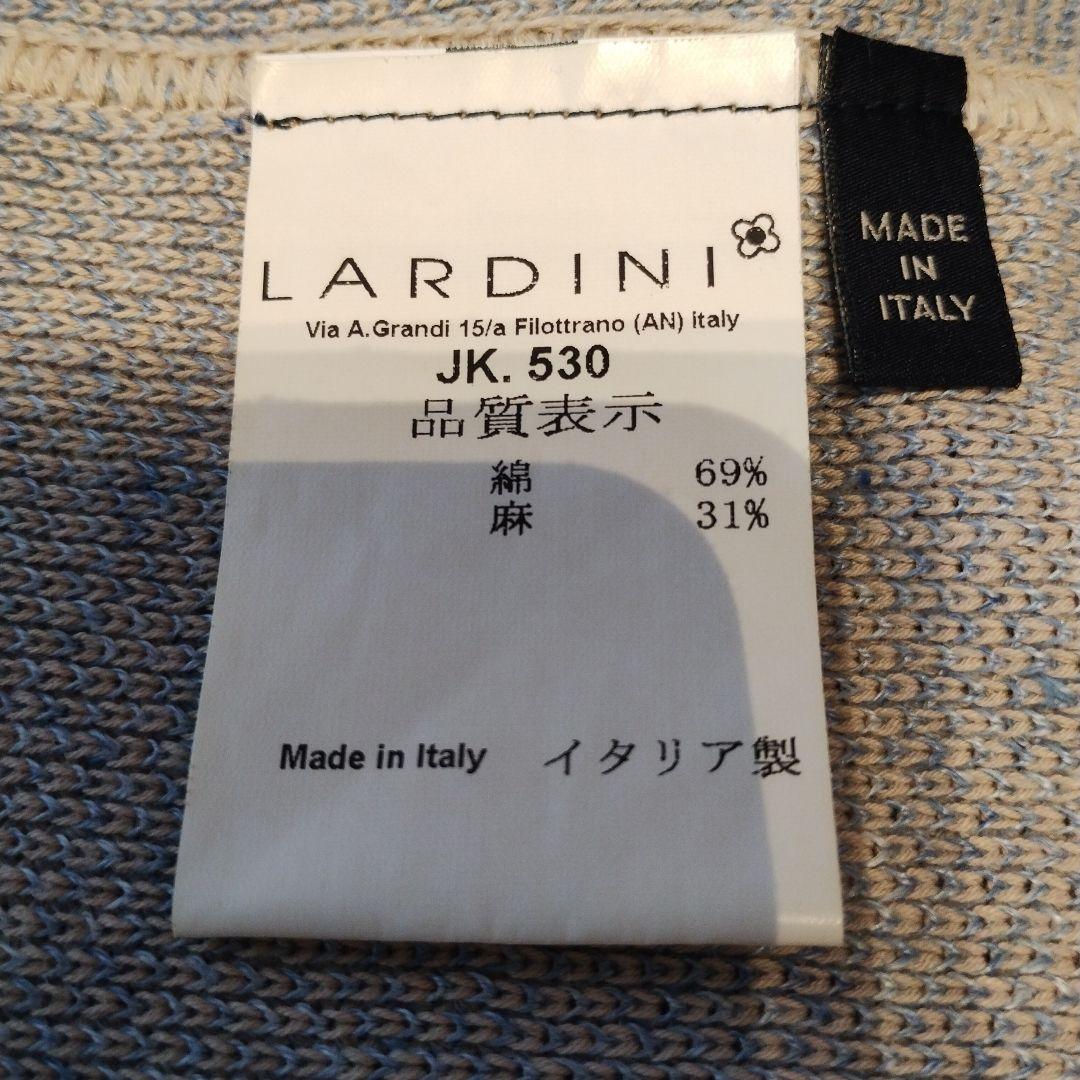 LARDINI
Via A.Grandi 15/a Filottrano (AN) italy
JK. 530
品質表示
綿 69%
麻 31%
Made in Italy イタリア製
MADE
IN
ITALY